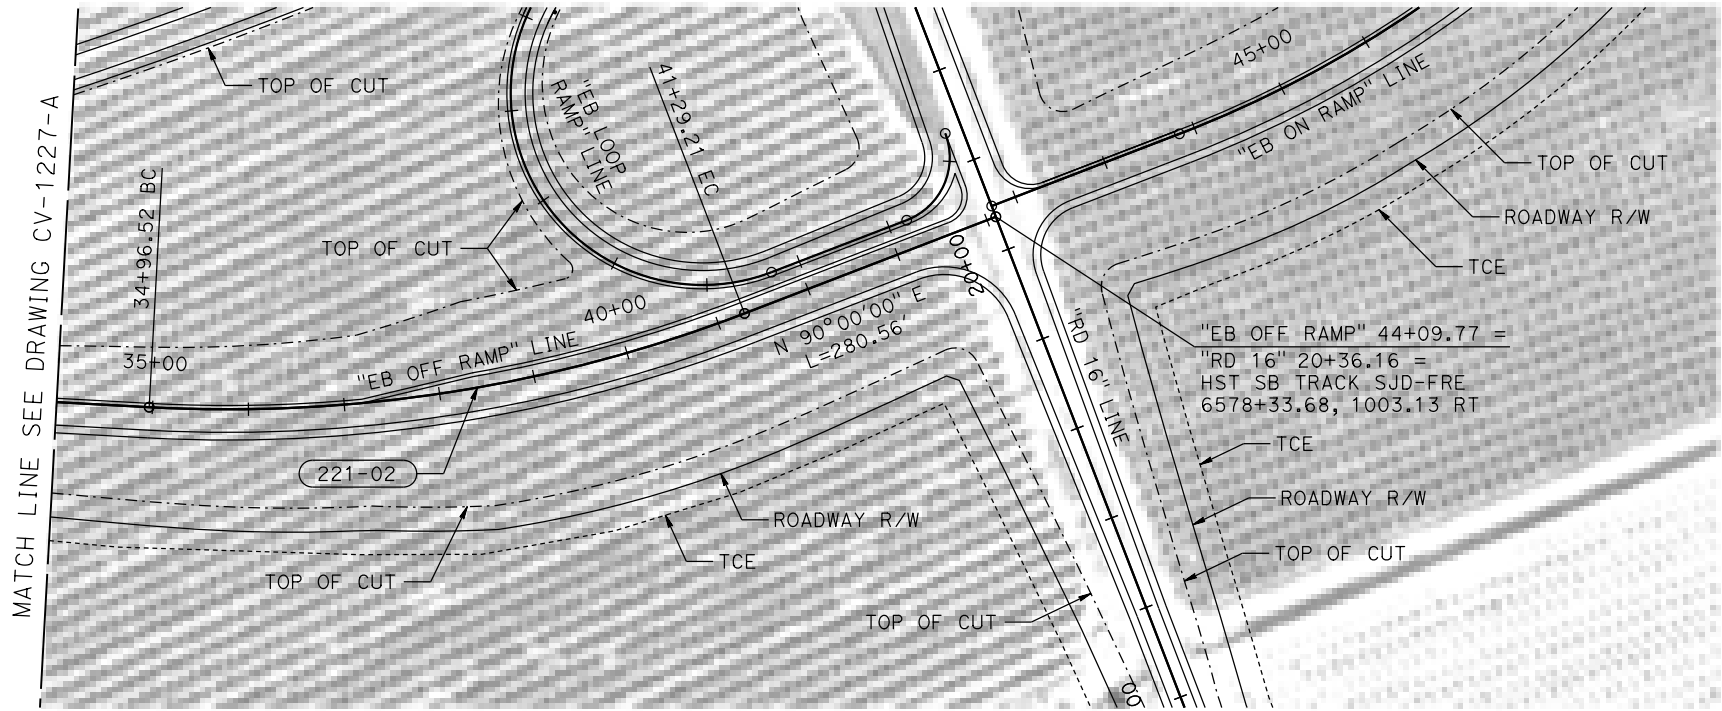 MATCH LINE SEE DRAWING CV-1227-A
TOP OF CUT
34+96.52 BC
35+00
TOP OF CUT
"EB LOOP
RAMP" LINE
41+29.21 EC
40+00
"EB OFF RAMP" LINE
N 90°00'00" E
L=280.56'
20+00
45+00
"EB ON RAMP" LINE
TOP OF CUT
ROADWAY R/W
TCE
"EB OFF RAMP" 44+09.77 =
"RD 16" 20+36.16 =
HST SB TRACK SJD-FRE
6578+33.68, 1003.13 RT
"RD 16" LINE
221-02
TCE
ROADWAY R/W
TOP OF CUT
ROADWAY R/W
TCE
TOP OF CUT
TOP OF CUT
00